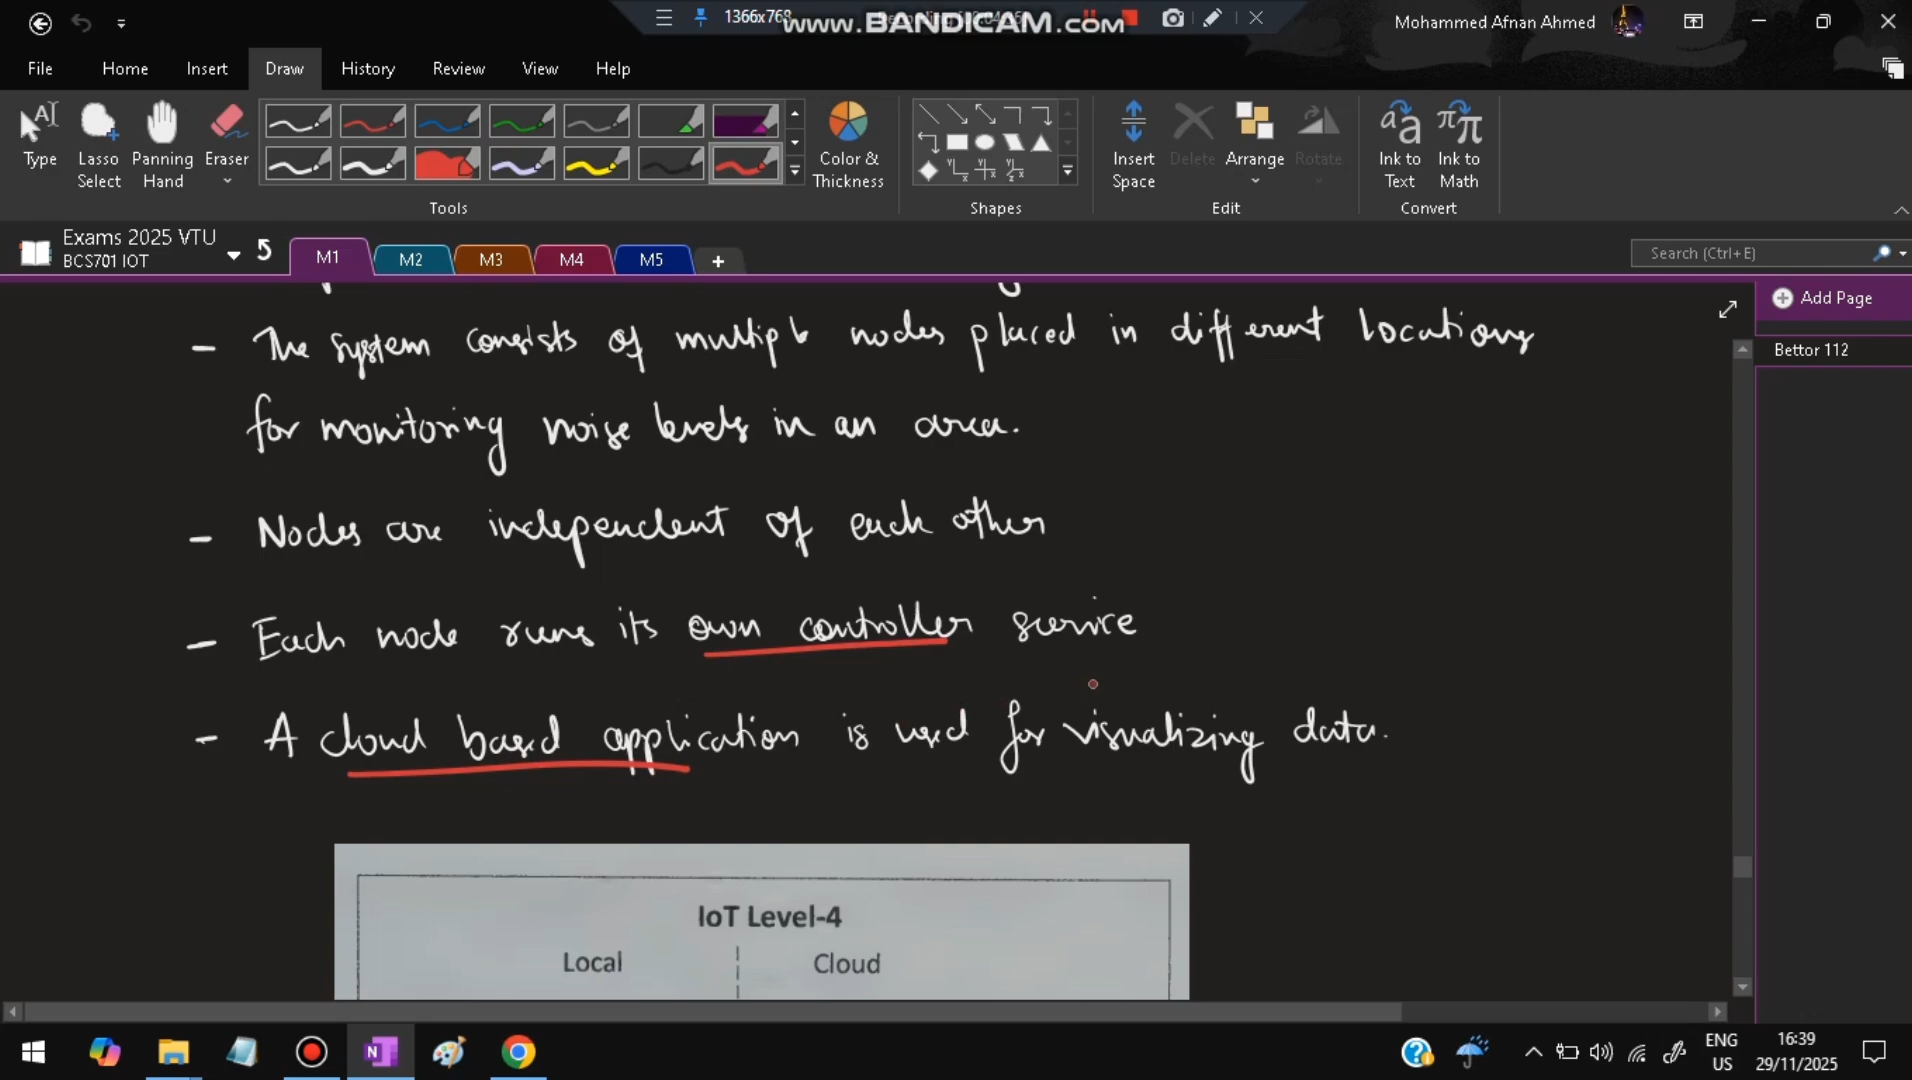 1366x768
www.BANDICAM.com
Mohammed Afnan Ahmed
File Home Insert Draw History Review View Help
Type
Lasso Select
Panning Hand
Eraser
Color & Thickness
Insert Space
Delete
Arrange
Rotate
Ink to Text
Ink to Math
Tools
Shapes
Edit
Convert
Exams 2025 VTU
BCS701 IOT
M1 M2 M3 M4 M5
Search (Ctrl+E)
Add Page
Bettor 112
- The system consists of multiple nodes placed in different locations
for monitoring noise levels in an area.
- Nodes are independent of each other
- Each node runs its own controller service
- A cloud based application is used for visualizing data.
IoT Level-4
Local Cloud
ENG
US
16:39
29/11/2025